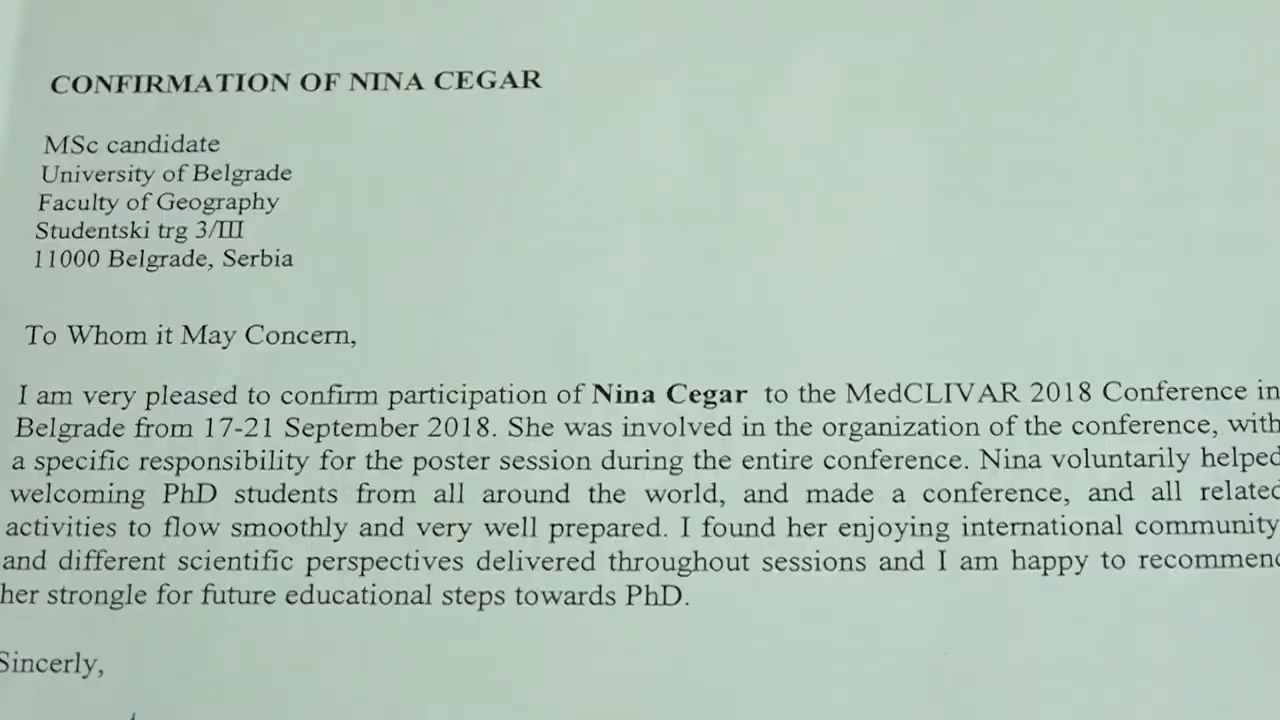 CONFIRMATION OF NINA CEGAR
MSc candidate
University of Belgrade
Faculty of Geography
Studentski trg 3/III
11000 Belgrade, Serbia
To Whom it May Concern,
I am very pleased to confirm participation of Nina Cegar to the MedCLIVAR 2018 Conference in
Belgrade from 17-21 September 2018. She was involved in the organization of the conference, with
a specific responsibility for the poster session during the entire conference. Nina voluntarily helped
welcoming PhD students from all around the world, and made a conference, and all related
activities to flow smoothly and very well prepared. I found her enjoying international community
and different scientific perspectives delivered throughout sessions and I am happy to recommend
her strongle for future educational steps towards PhD.
Sincerly,